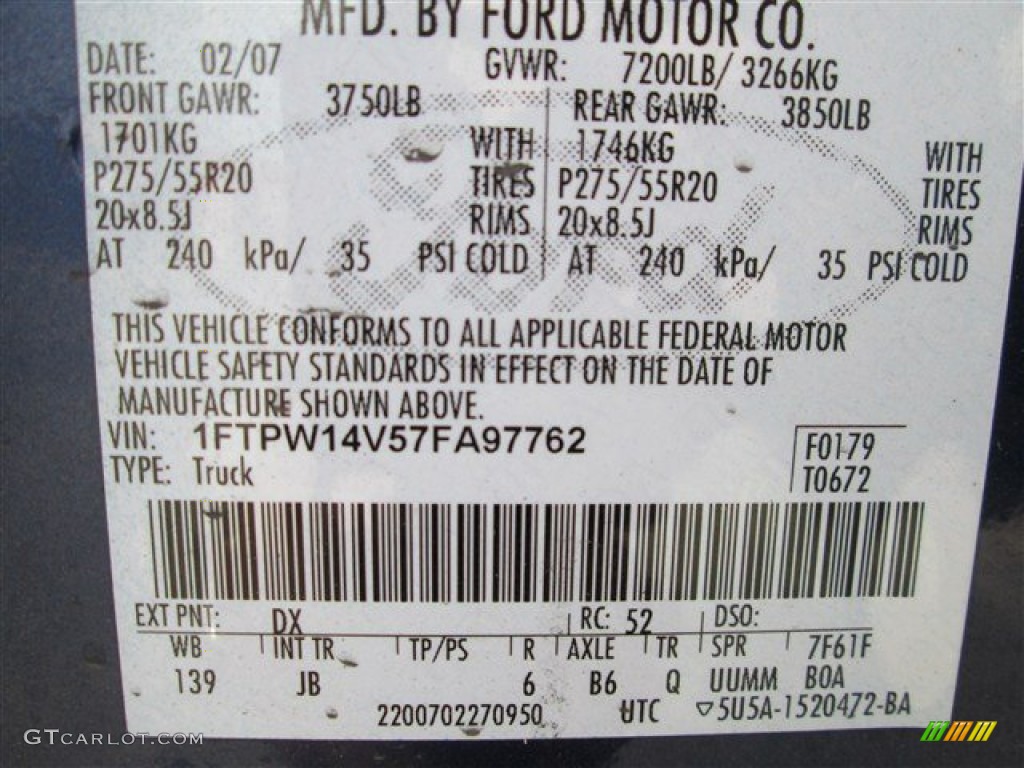 MFD. BY FORD MOTOR CO.
DATE: 02/07 GVWR: 7200LB/ 3266KG
FRONT GAWR: 3750LB REAR GAWR: 3850LB
1701KG WITH 1746KG WITH
P275/55R20 TIRES P275/55R20 TIRES
20x8.5J RIMS 20x8.5J RIMS
AT 240 kPa/ 35 PSI COLD AT 240 kPa/ 35 PSI COLD
THIS VEHICLE CONFORMS TO ALL APPLICABLE FEDERAL MOTOR
VEHICLE SAFETY STANDARDS IN EFFECT ON THE DATE OF
MANUFACTURE SHOWN ABOVE.
VIN: 1FTPW14V57FA97762 F0179
TYPE: Truck T0672
EXT PNT: DX RC: 52 DSO:
WB INT TR TP/PS R AXLE TR SPR 7F61F
139 JB 6 B6 Q UUMM BOA
2200702270950 UTC ▽5U5A-1520472-BA
GTCarLot.com